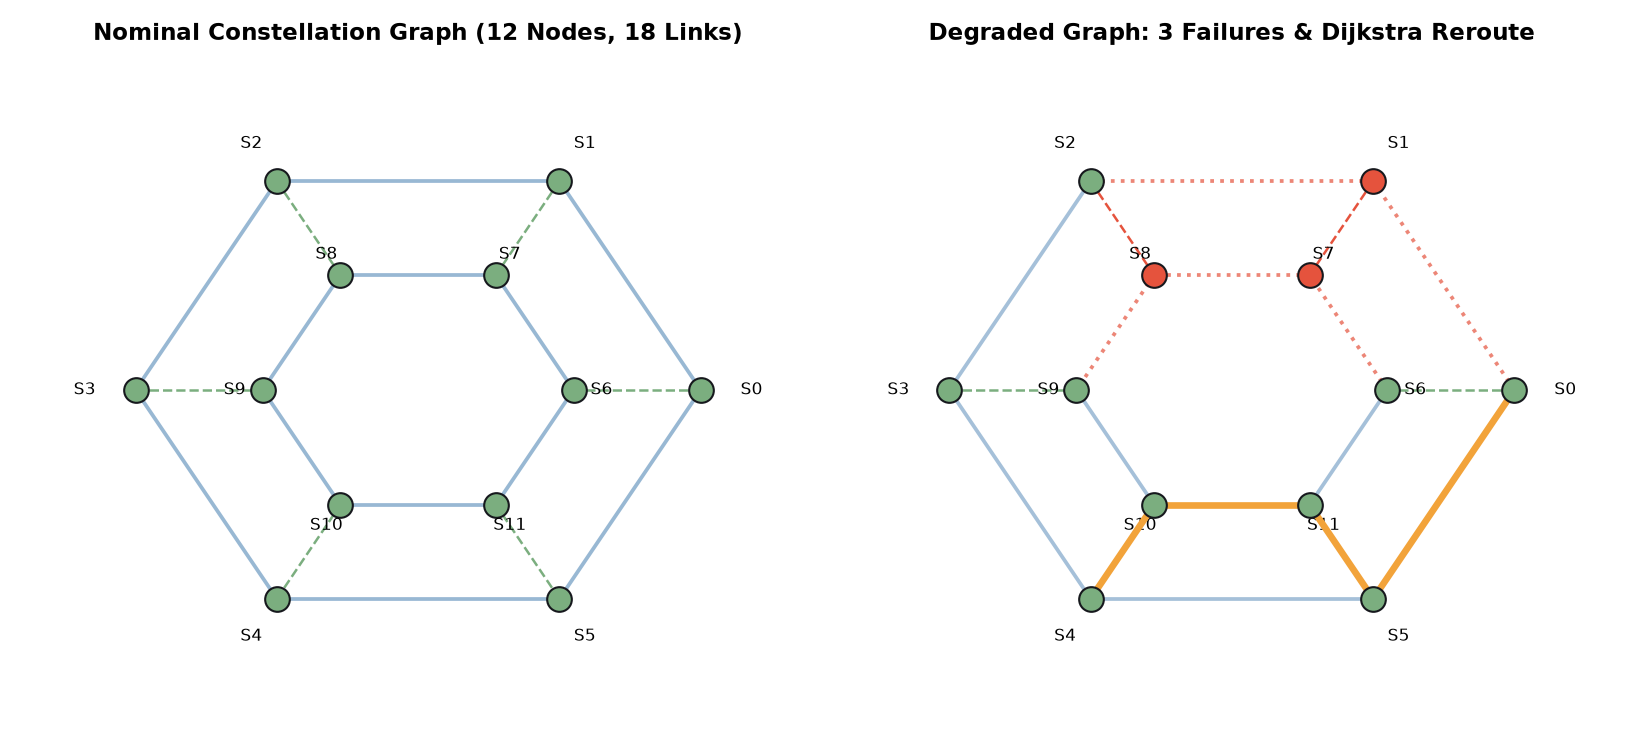 Nominal Constellation Graph (12 Nodes, 18 Links)
S2
S1
S8
S7
S3
S9
S6
S0
S10
S11
S4
S5
Degraded Graph: 3 Failures & Dijkstra Reroute
S2
S1
S8
S7
S3
S9
S6
S0
S10
S11
S4
S5